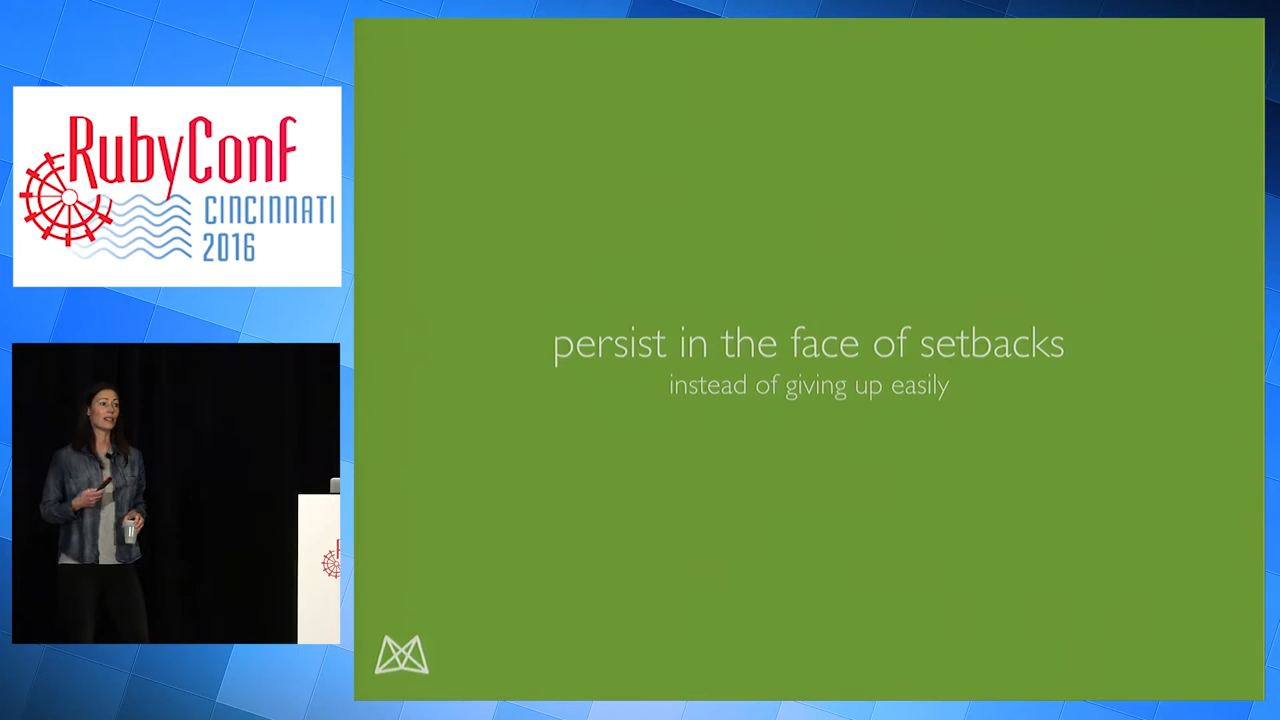 RubyConf
CINCINNATI
2016
persist in the face of setbacks
instead of giving up easily